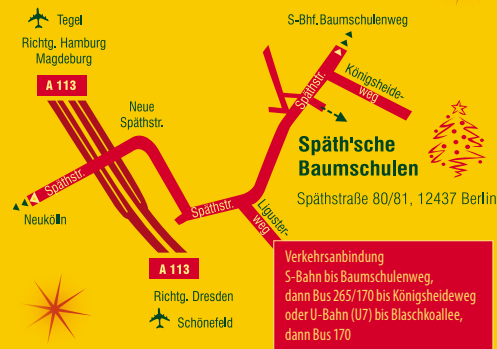 Tegel
Richtg. Hamburg
Magdeburg
A 113
S-Bhf. Baumschulenweg
Königsheide-
weg
Späthstr.
Neue
Späthstr.
Späth'sche
Baumschulen
Späthstraße 80/81, 12437 Berlin
Späthstr.
Neukölln
Späthstr.
Liguster-
weg
A 113
Richtg. Dresden
Schönefeld
Verkehrsanbindung
S-Bahn bis Baumschulenweg,
dann Bus 265/170 bis Königsheideweg
oder U-Bahn (U7) bis Blaschkoallee,
dann Bus 170